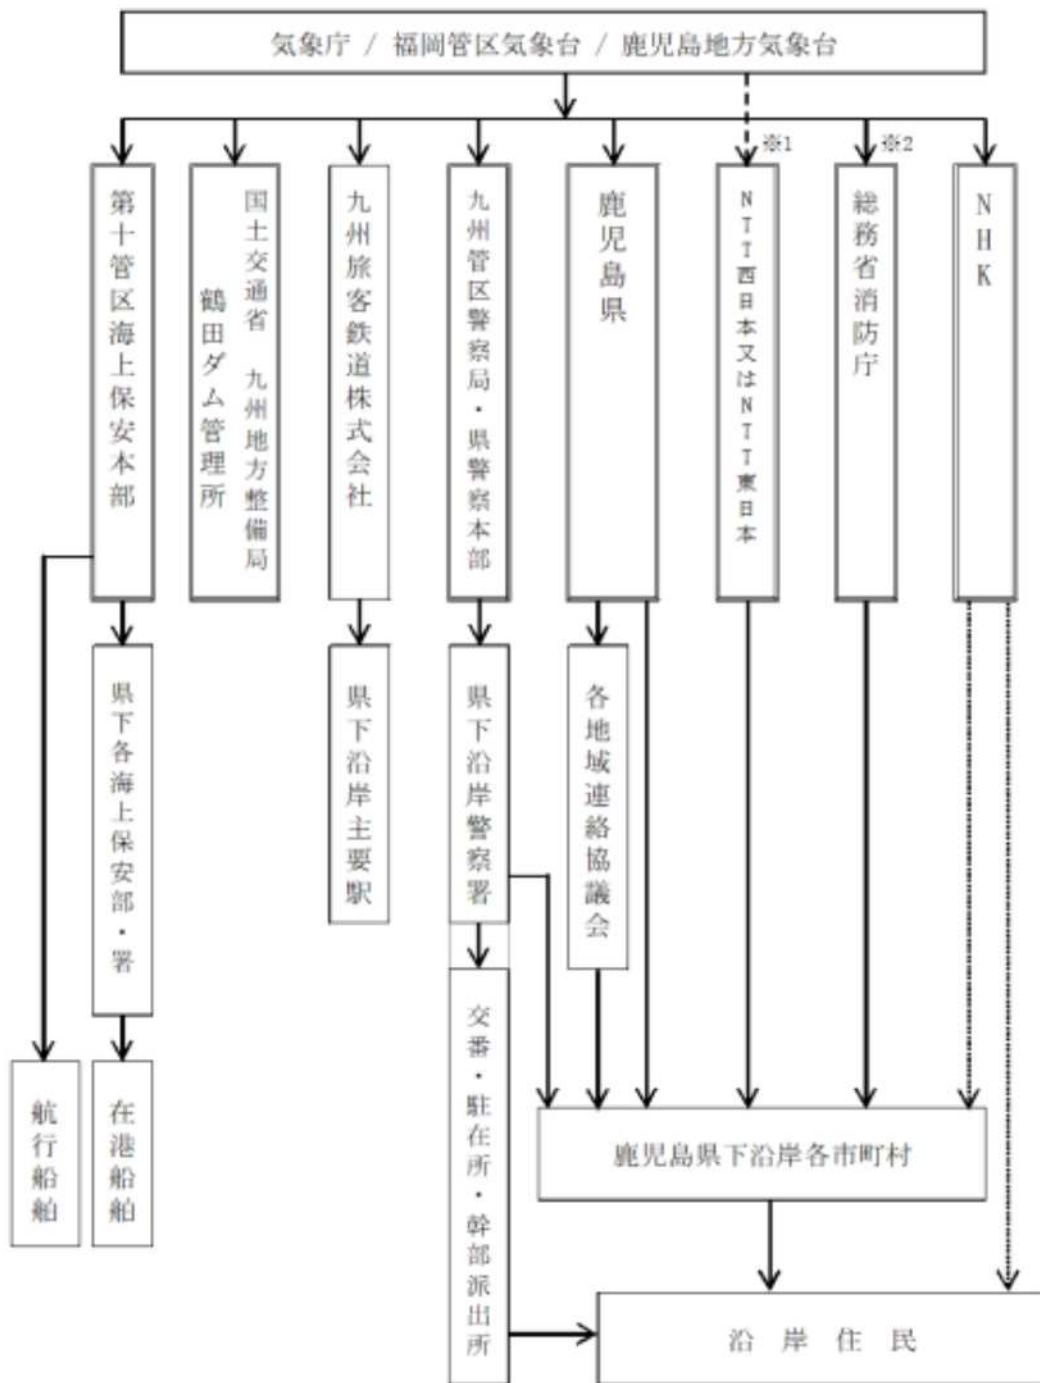 気象庁 / 福岡管区気象台 / 鹿児島地方気象台
※1
※2
第十管区海上保安本部
国土交通省 九州地方整備局
鶴田ダム管理所
九州旅客鉄道株式会社
九州管区警察局・県警察本部
鹿児島県
NTT西日本又はNTT東日本
総務省消防庁
NHK
県下各海上保安部・署
県下沿岸主要駅
県下沿岸警察署
各地域連絡協議会
航行船舶
在港船舶
交番・駐在所・幹部派出所
鹿児島県下沿岸各市町村
沿岸住民